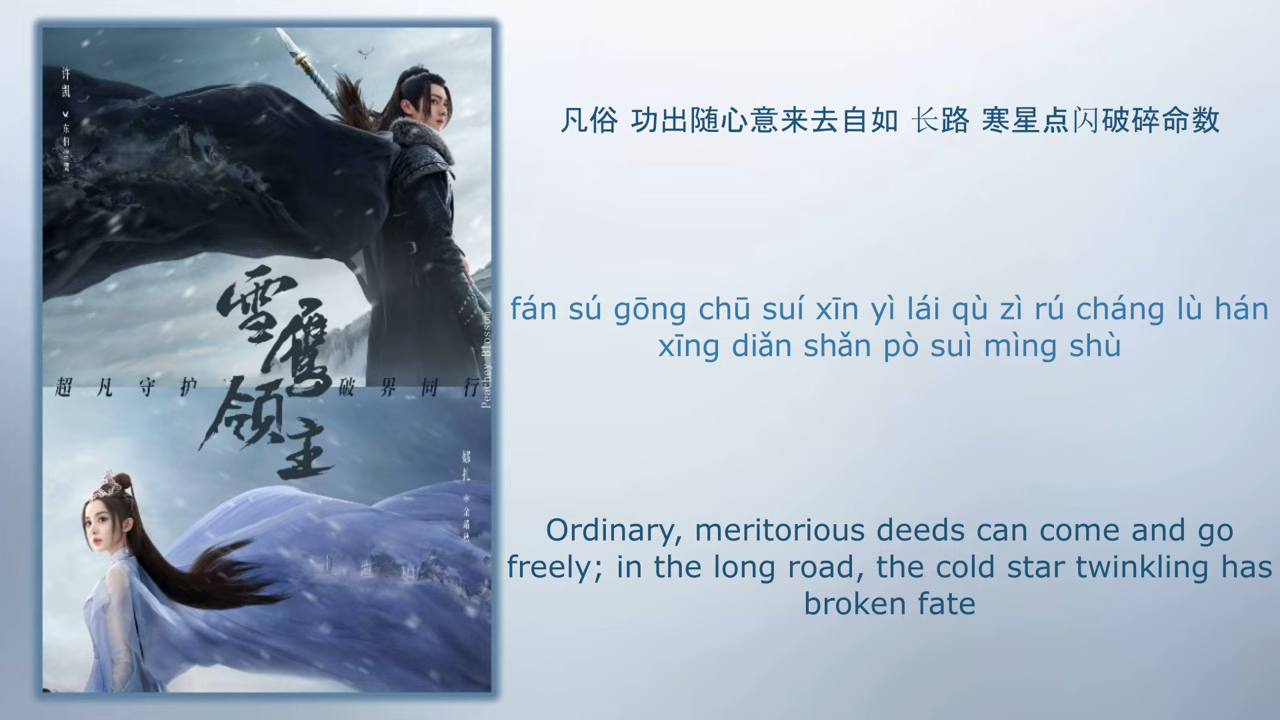 许凯
东伯雪鹰
雪鹰领主
超凡守护
破界同行
Peachey Blossom
娜扎
余靖秋
凡俗 功出随心意来去自如 长路 寒星点闪破碎命数
fán sú gōng chū suí xīn yì lái qù zì rú cháng lù hán
xīng diǎn shǎn pò suì mìng shù
Ordinary, meritorious deeds can come and go
freely; in the long road, the cold star twinkling has
broken fate